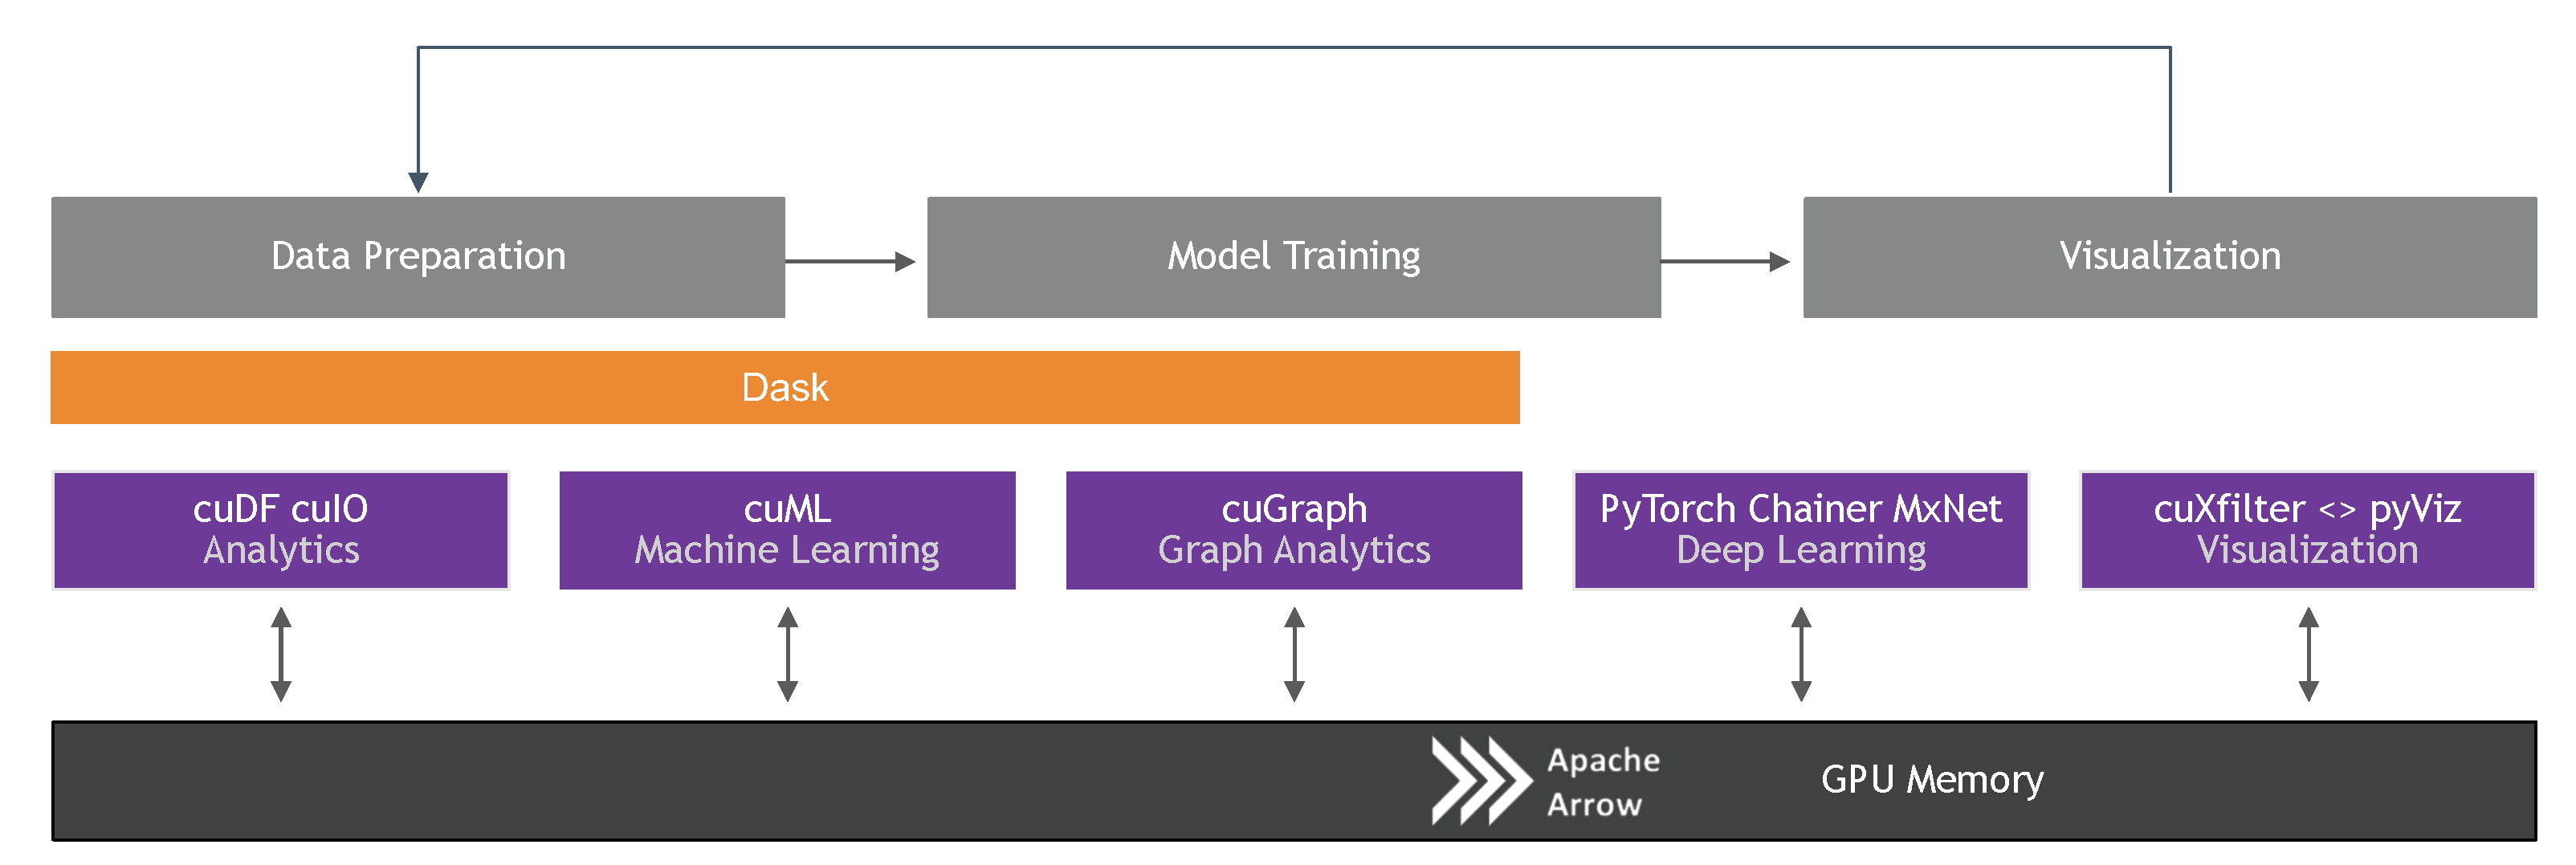 Data Preparation
Model Training
Visualization
Dask
cuDF cuIO
Analytics
cuML
Machine Learning
cuGraph
Graph Analytics
PyTorch Chainer MxNet
Deep Learning
cuXfilter <> pyViz
Visualization
Apache
Arrow
GPU Memory